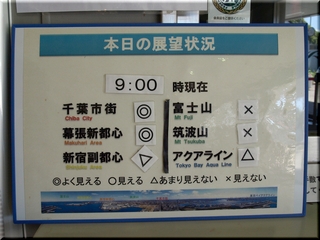 本日の展望状況
9:00 時現在
千葉市街 ◎ 富士山 ×
Chiba City Mt Fuji
幕張新都心 ◎ 筑波山 ×
Makuhari Area Mt Tsukuba
新宿副都心 △ アクアライン △
Shinjuku Area Tokyo Bay Aqua Line
◎よく見える ○見える △あまり見えない ×見えない